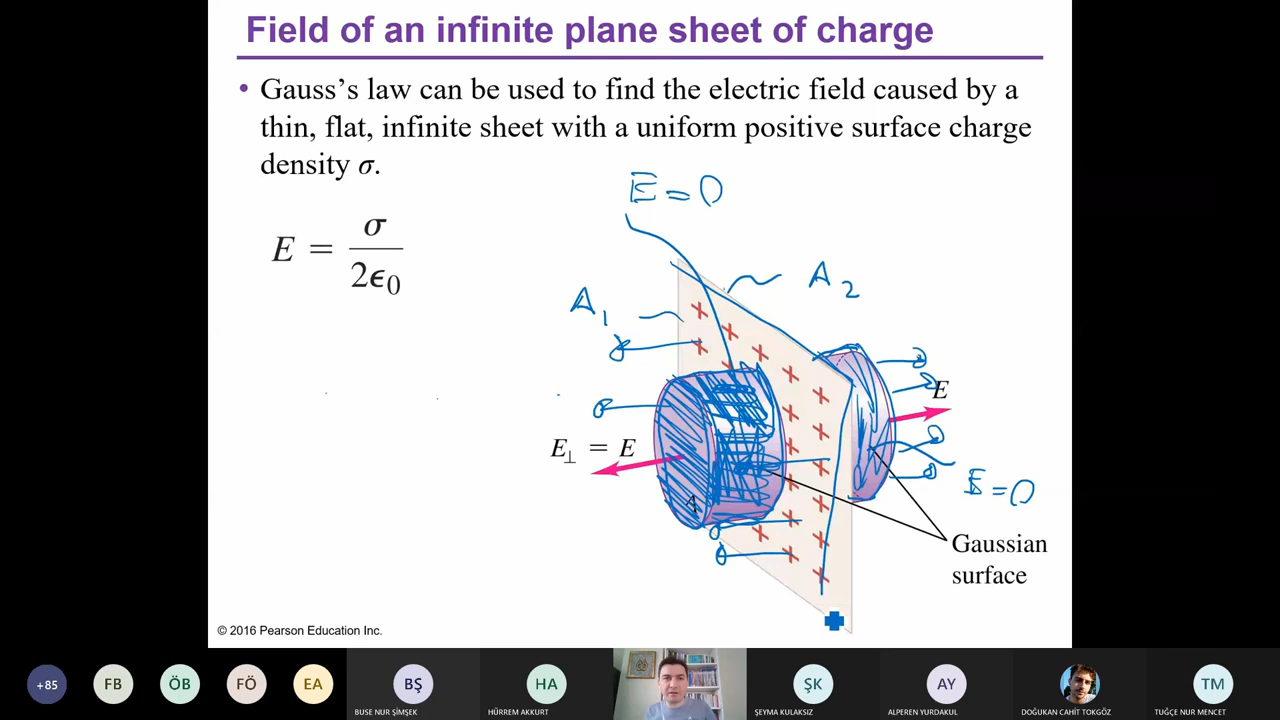 Field of an infinite plane sheet of charge
• Gauss’s law can be used to find the electric field caused by a
thin, flat, infinite sheet with a uniform positive surface charge
density σ.
E = 0
E = σ / 2ϵ₀
A₂
A₁
E
E⊥ = E
E = 0
A
Gaussian
surface
© 2016 Pearson Education Inc.
+85
FB
ÖB
FÖ
EA
BŞ
BUSE NUR ŞİMŞEK
HA
HÜRREM AKKURT
ŞK
ŞEYMA KULAKSIZ
AY
ALPEREN YURDAKUL
DOĞUKAN CAHİT TOKGÖZ
TM
TUĞÇE NUR MENCET